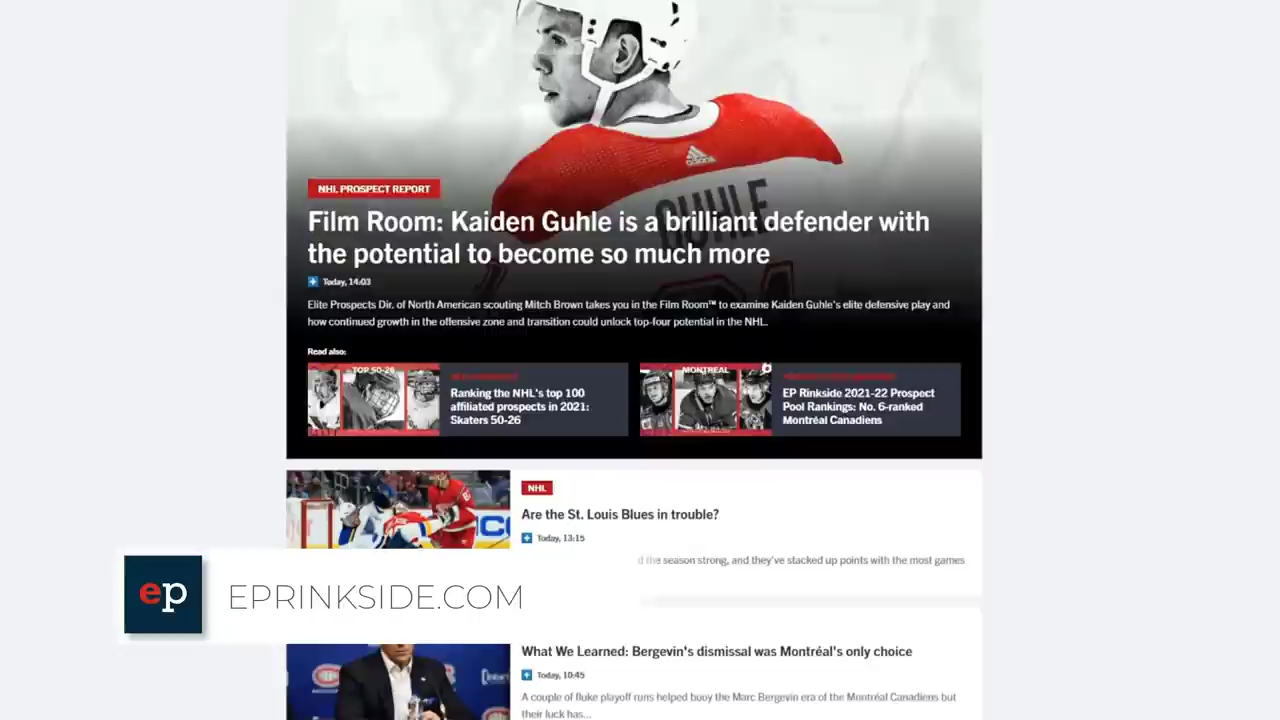 adidas
GUHLE
NHL PROSPECT REPORT
Film Room: Kaiden Guhle is a brilliant defender with
the potential to become so much more
Today, 14:03
Elite Prospects Dir. of North American scouting Mitch Brown takes you in the Film Room™ to examine Kaiden Guhle's elite defensive play and
how continued growth in the offensive zone and transition could unlock top-four potential in the NHL.
Read also:
TOP 50-26
Ranking the NHL's top 100
affiliated prospects in 2021:
Skaters 50-26
MONTREAL
EP Rinkside 2021-22 Prospect
Pool Rankings: No. 6-ranked
Montréal Canadiens
NHL
Are the St. Louis Blues in trouble?
Today, 13:15
the season strong, and they've stacked up points with the most games
ep
EPRINKSIDE.COM
What We Learned: Bergevin's dismissal was Montréal's only choice
Today, 10:45
A couple of fluke playoff runs helped buoy the Marc Bergevin era of the Montréal Canadiens but
their luck has...